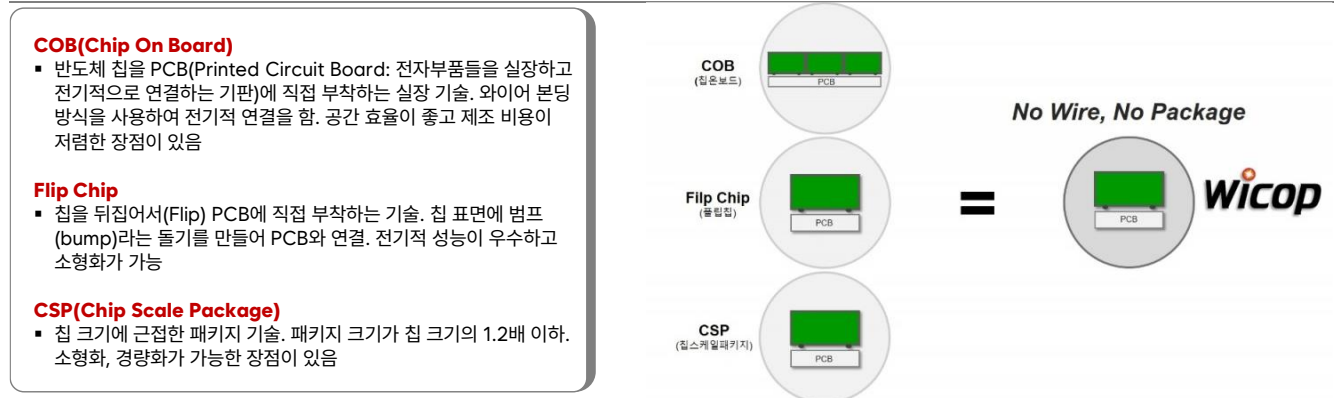 COB(Chip On Board)
▪ 반도체 칩을 PCB(Printed Circuit Board: 전자부품들을 실장하고
전기적으로 연결하는 기판)에 직접 부착하는 실장 기술. 와이어 본딩
방식을 사용하여 전기적 연결을 함. 공간 효율이 좋고 제조 비용이
저렴한 장점이 있음
Flip Chip
▪ 칩을 뒤집어서(Flip) PCB에 직접 부착하는 기술. 칩 표면에 범프
(bump)라는 돌기를 만들어 PCB와 연결. 전기적 성능이 우수하고
소형화가 가능
CSP(Chip Scale Package)
▪ 칩 크기에 근접한 패키지 기술. 패키지 크기가 칩 크기의 1.2배 이하.
소형화, 경량화가 가능한 장점이 있음
COB
(칩온보드)
PCB
Filp Chip
(플립칩)
PCB
CSP
(칩스케일패키지)
PCB
=
No Wire, No Package
PCB
Wicop